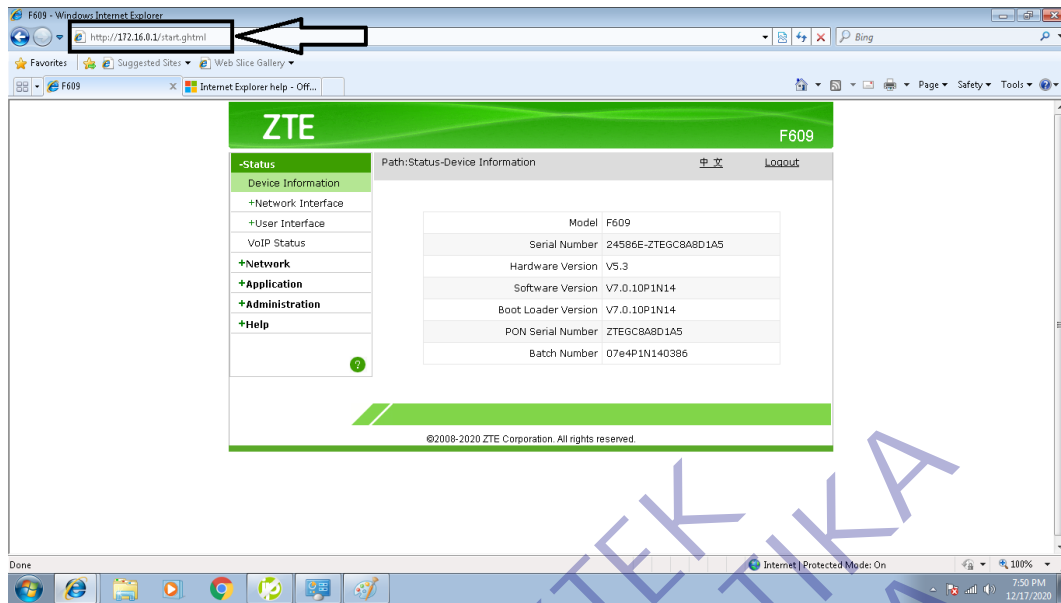 F609 - Windows Internet Explorer
http://172.16.0.1/start.ghtml
Bing
Favorites Suggested Sites Web Slice Gallery
F609 x Internet Explorer help - Off... Page Safety Tools
ZTE F609
-Status Path:Status-Device Information 中文 Logout
Device Information
+Network Interface
+User Interface
VoIP Status
+Network
+Application
+Administration
+Help
?
Model F609
Serial Number 24586E-ZTEGC8A8D1A5
Hardware Version V5.3
Software Version V7.0.10P1N14
Boot Loader Version V7.0.10P1N14
PON Serial Number ZTEGC8A8D1A5
Batch Number 07e4P1N140386
©2008-2020 ZTE Corporation. All rights reserved.
Done Internet | Protected Mode: On 100%
7:50 PM
12/17/2020
TEK
TIKA